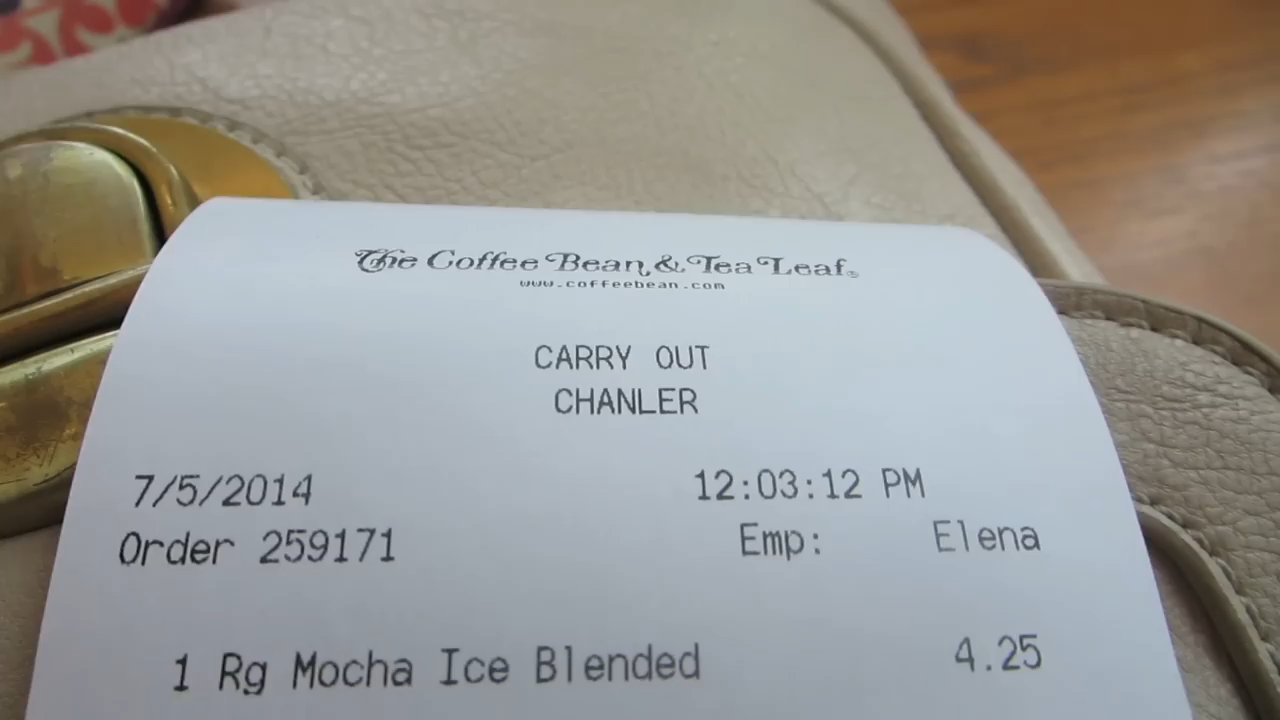 The Coffee Bean & Tea Leaf®
www.coffeebean.com
CARRY OUT
CHANLER
7/5/2014 12:03:12 PM
Order 259171 Emp: Elena
1 Rg Mocha Ice Blended 4.25